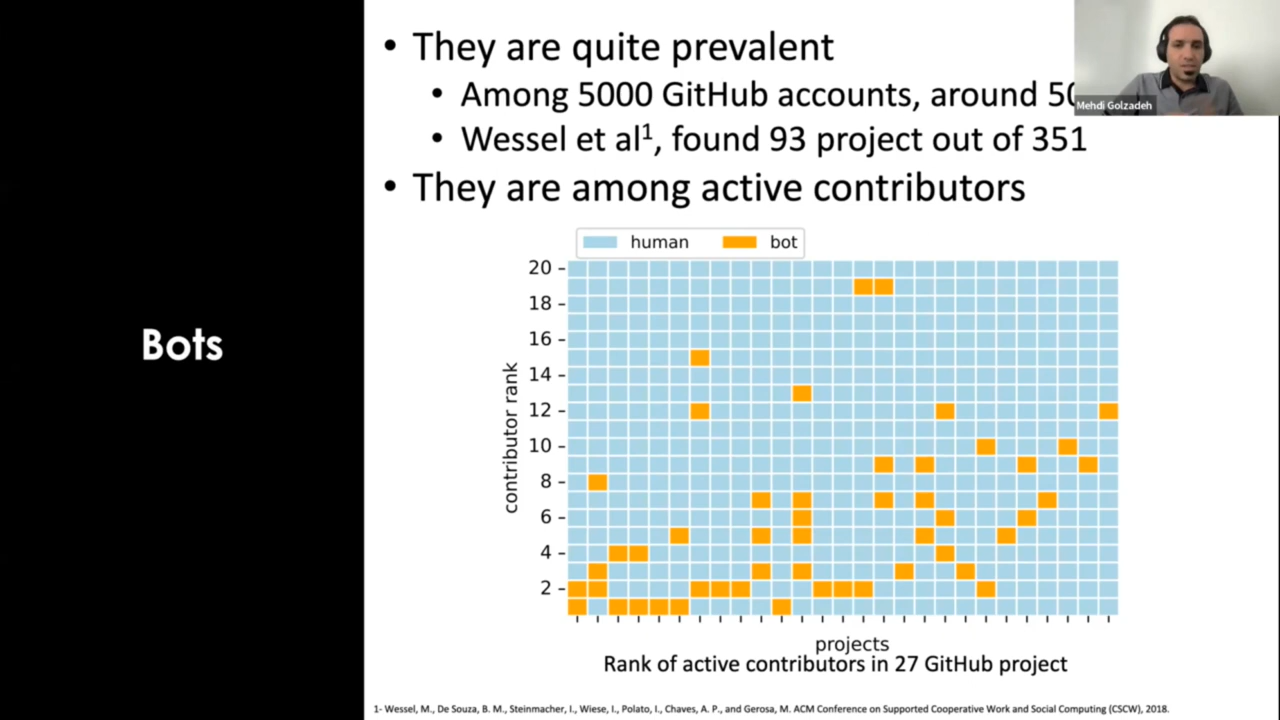 Bots
• They are quite prevalent
• Among 5000 GitHub accounts, around 50
• Wessel et al¹, found 93 project out of 351
• They are among active contributors
Mehdi Golzadeh
human bot
contributor rank
20
18
16
14
12
10
8
6
4
2
projects
Rank of active contributors in 27 GitHub project
1- Wessel, M., De Souza, B. M., Steinmacher, I., Wiese, I., Polato, I., Chaves, A. P., and Gerosa, M. ACM Conference on Supported Cooperative Work and Social Computing (CSCW), 2018.